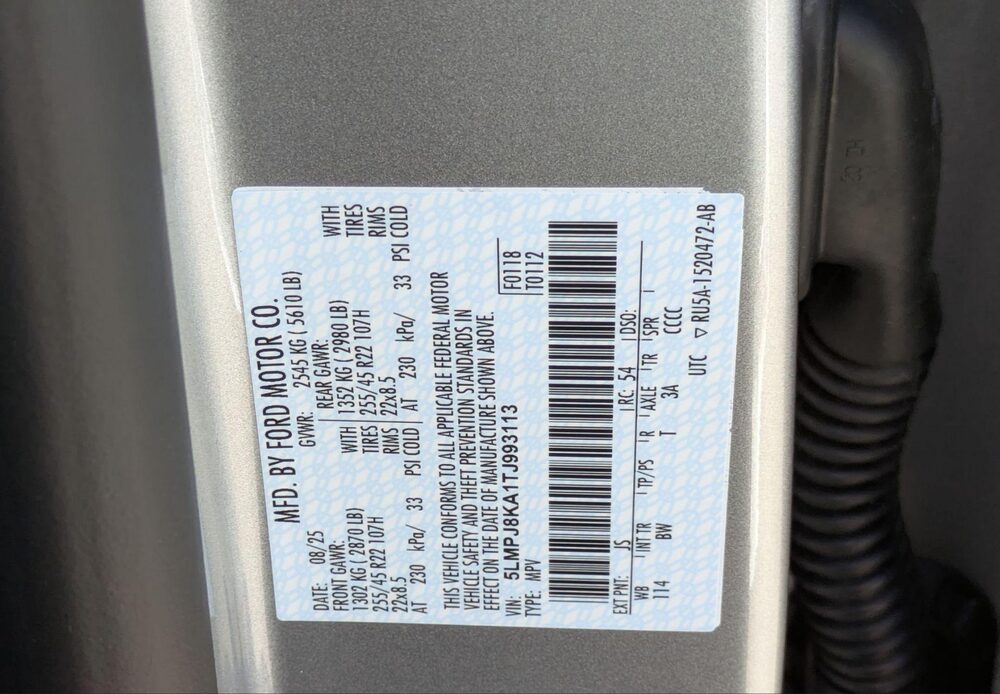 MFD. BY FORD MOTOR CO.
DATE: 08/25 GVWR: 2545 KG ( 5610 LB)
FRONT GAWR: REAR GAWR:
1302 KG ( 2870 LB) WITH 1352 KG ( 2980 LB) WITH
255/45 R22 107H TIRES 255/45 R22 107H TIRES
22x8.5 RIMS 22x8.5 RIMS
AT 230 kPa/ 33 PSI COLD AT 230 kPa/ 33 PSI COLD
THIS VEHICLE CONFORMS TO ALL APPLICABLE FEDERAL MOTOR
VEHICLE SAFETY AND THEFT PREVENTION STANDARDS IN
EFFECT ON THE DATE OF MANUFACTURE SHOWN ABOVE.
F0118
T0112
VIN: 5LMPJ8KA1TJ993113
TYPE: MPV
EXT PNT: JS RC: 54 DSO:
WB INT TR TP/PS R AXLE TR SPR
114 BW T 3A CCCC
UTC ▽ RU5A-1520472-AB